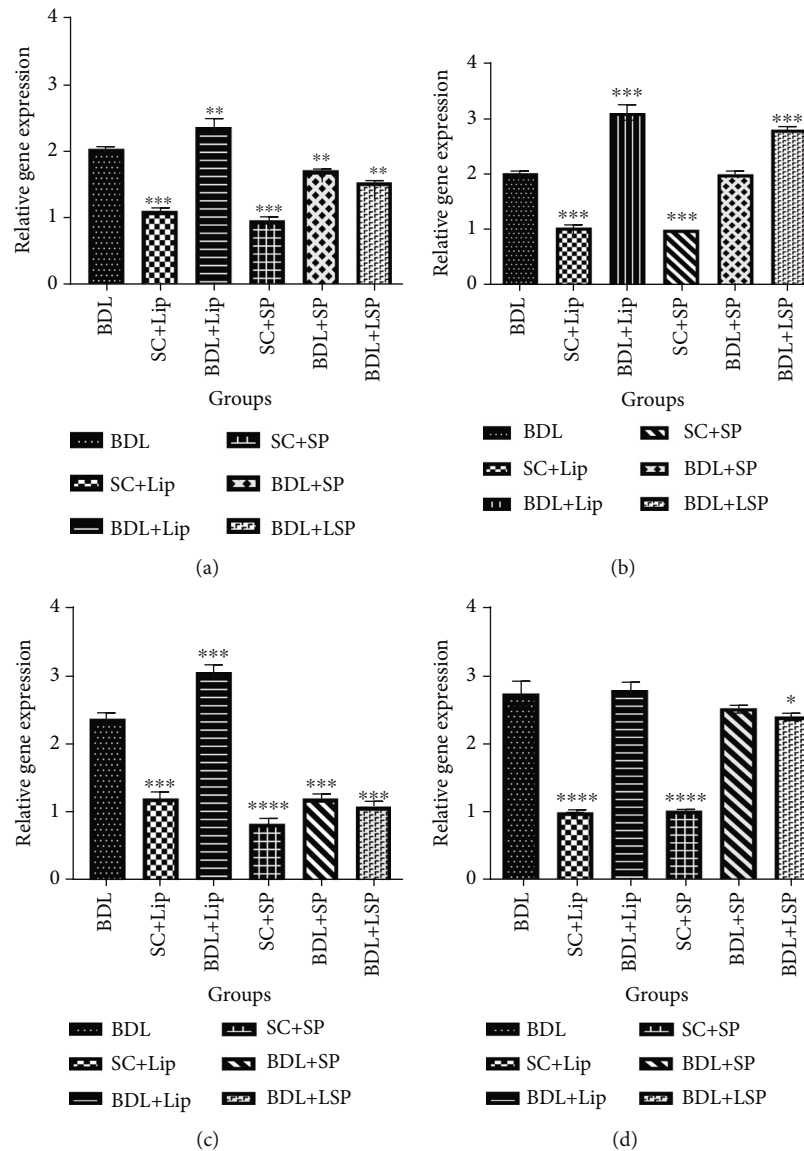 Relative gene expression
4
3
2
1
0
***
**
***
**
**
BDL
SC+Lip
BDL+Lip
SC+SP
BDL+SP
BDL+LSP
Groups
BDL SC+SP
SC+Lip BDL+SP
BDL+Lip BDL+LSP
(a)
Relative gene expression
4
3
2
1
0
***
***
***
***
BDL
SC+Lip
BDL+Lip
SC+SP
BDL+SP
BDL+LSP
Groups
BDL SC+SP
SC+Lip BDL+SP
BDL+Lip BDL+LSP
(b)
Relative gene expression
4
3
2
1
0
***
***
****
***
***
BDL
SC+Lip
BDL+Lip
SC+SP
BDL+SP
BDL+LSP
Groups
BDL SC+SP
SC+Lip BDL+SP
BDL+Lip BDL+LSP
(c)
Relative gene expression
4
3
2
1
0
****
****
*
BDL
SC+Lip
BDL+Lip
SC+SP
BDL+SP
BDL+LSP
Groups
BDL SC+SP
SC+Lip BDL+SP
BDL+Lip BDL+LSP
(d)